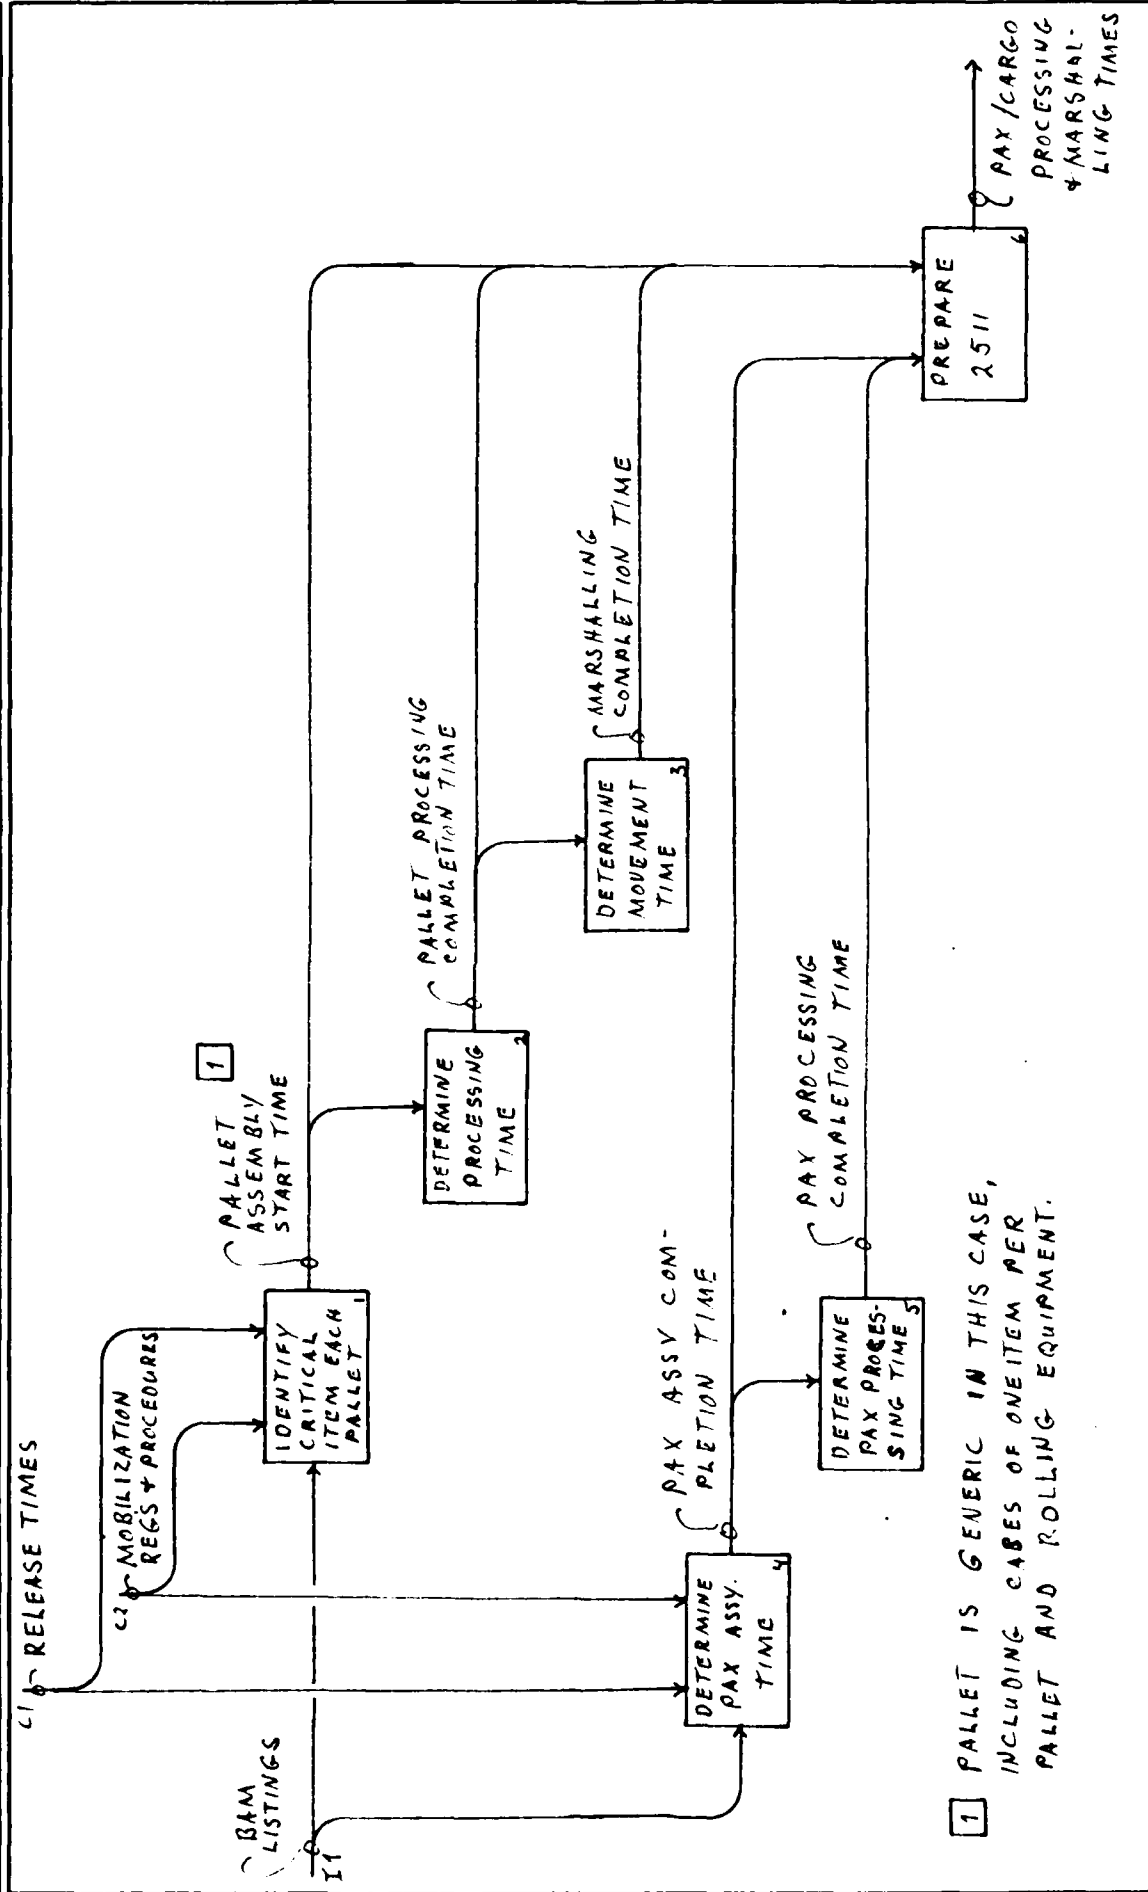 C1
RELEASE TIMES
C2
MOBILIZATION
REGS + PROCEDURES
BAM
LISTINGS
I1
IDENTIFY
CRITICAL
ITEM EACH
PALLET
1
PALLET
ASSEMBLY
START TIME
1
DETERMINE
PROCESSING
TIME
2
PALLET PROCESSING
COMPLETION TIME
DETERMINE
MOVEMENT
TIME
3
MARSHALLING
COMPLETION TIME
DETERMINE
PAX ASSY.
TIME
4
PAX ASSY COM-
PLETION TIME
DETERMINE
PAX PROCES-
SING TIME
5
PAX PROCESSING
COMPLETION TIME
PREPARE
2511
6
PAX/CARGO
PROCESSING
+ MARSHAL-
LING TIMES
1 PALLET IS GENERIC IN THIS CASE,
INCLUDING CASES OF ONE ITEM PER
PALLET AND ROLLING EQUIPMENT.